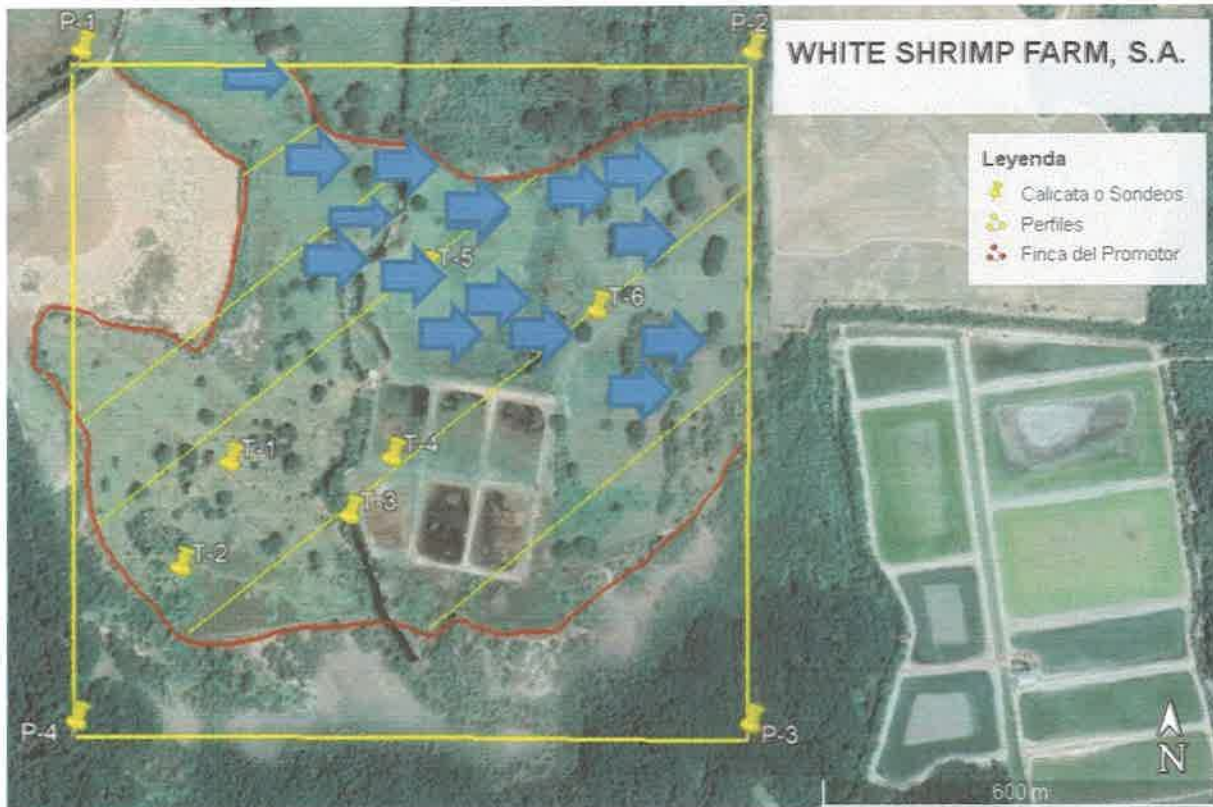 P-1
P-2
WHITE SHRIMP FARM, S.A.
Leyenda
Calicata o Sondeos
Perfiles
Finca del Promotor
T-5
T-6
T-1
T-4
T-3
T-2
P-4
P-3
N
600 m